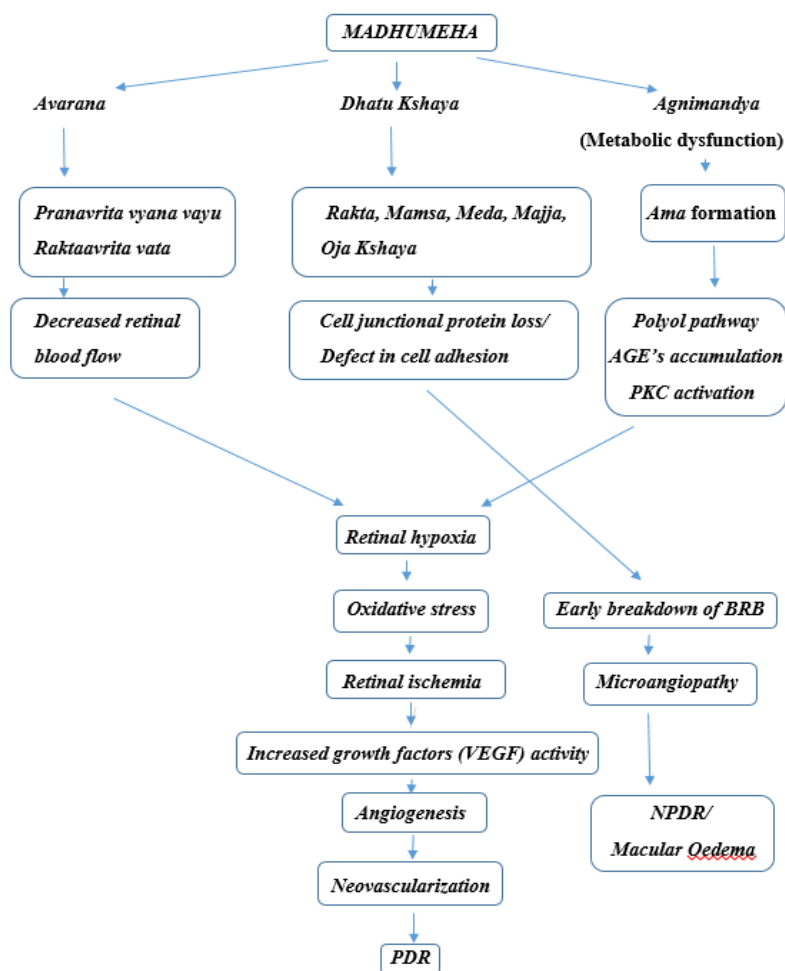 MADHUMEHA
Avarana
Dhatu Kshaya
Agnimandya
(Metabolic dysfunction)
Pranavrita vyana vayu
Raktaavrita vata
Rakta, Mamsa, Meda, Majja,
Oja Kshaya
Ama formation
Decreased retinal
blood flow
Cell junctional protein loss/
Defect in cell adhesion
Polyol pathway
AGE's accumulation
PKC activation
Retinal hypoxia
Oxidative stress
Retinal ischemia
Increased growth factors (VEGF) activity
Angiogenesis
Neovascularization
PDR
Early breakdown of BRB
Microangiopathy
NPDR/
Macular Oedema